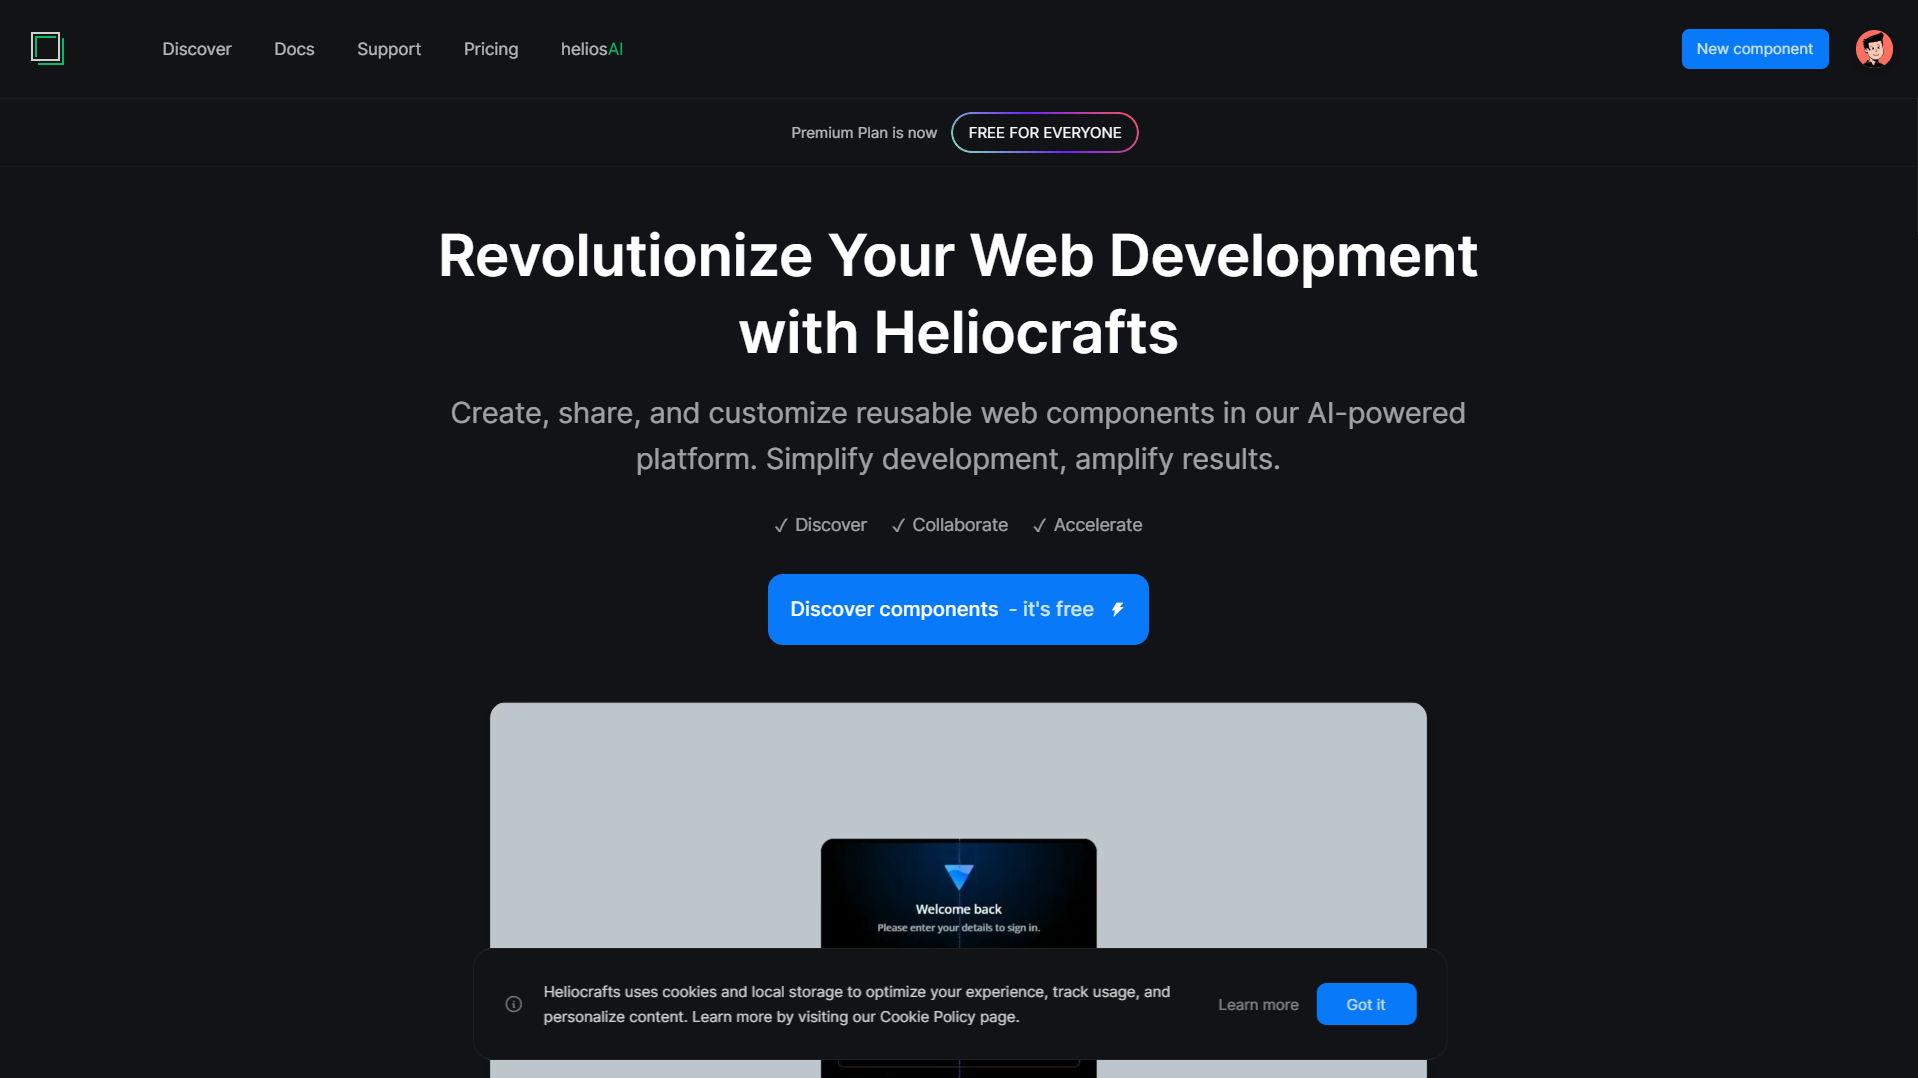 Discover Docs Support Pricing heliosAI New component
Premium Plan is now FREE FOR EVERYONE
Revolutionize Your Web Development
with Heliocrafts
Create, share, and customize reusable web components in our AI-powered
platform. Simplify development, amplify results.
✓ Discover ✓ Collaborate ✓ Accelerate
Discover components - it's free
Welcome back
Please enter your details to sign in.
Heliocrafts uses cookies and local storage to optimize your experience, track usage, and
personalize content. Learn more by visiting our Cookie Policy page.
Learn more Got it